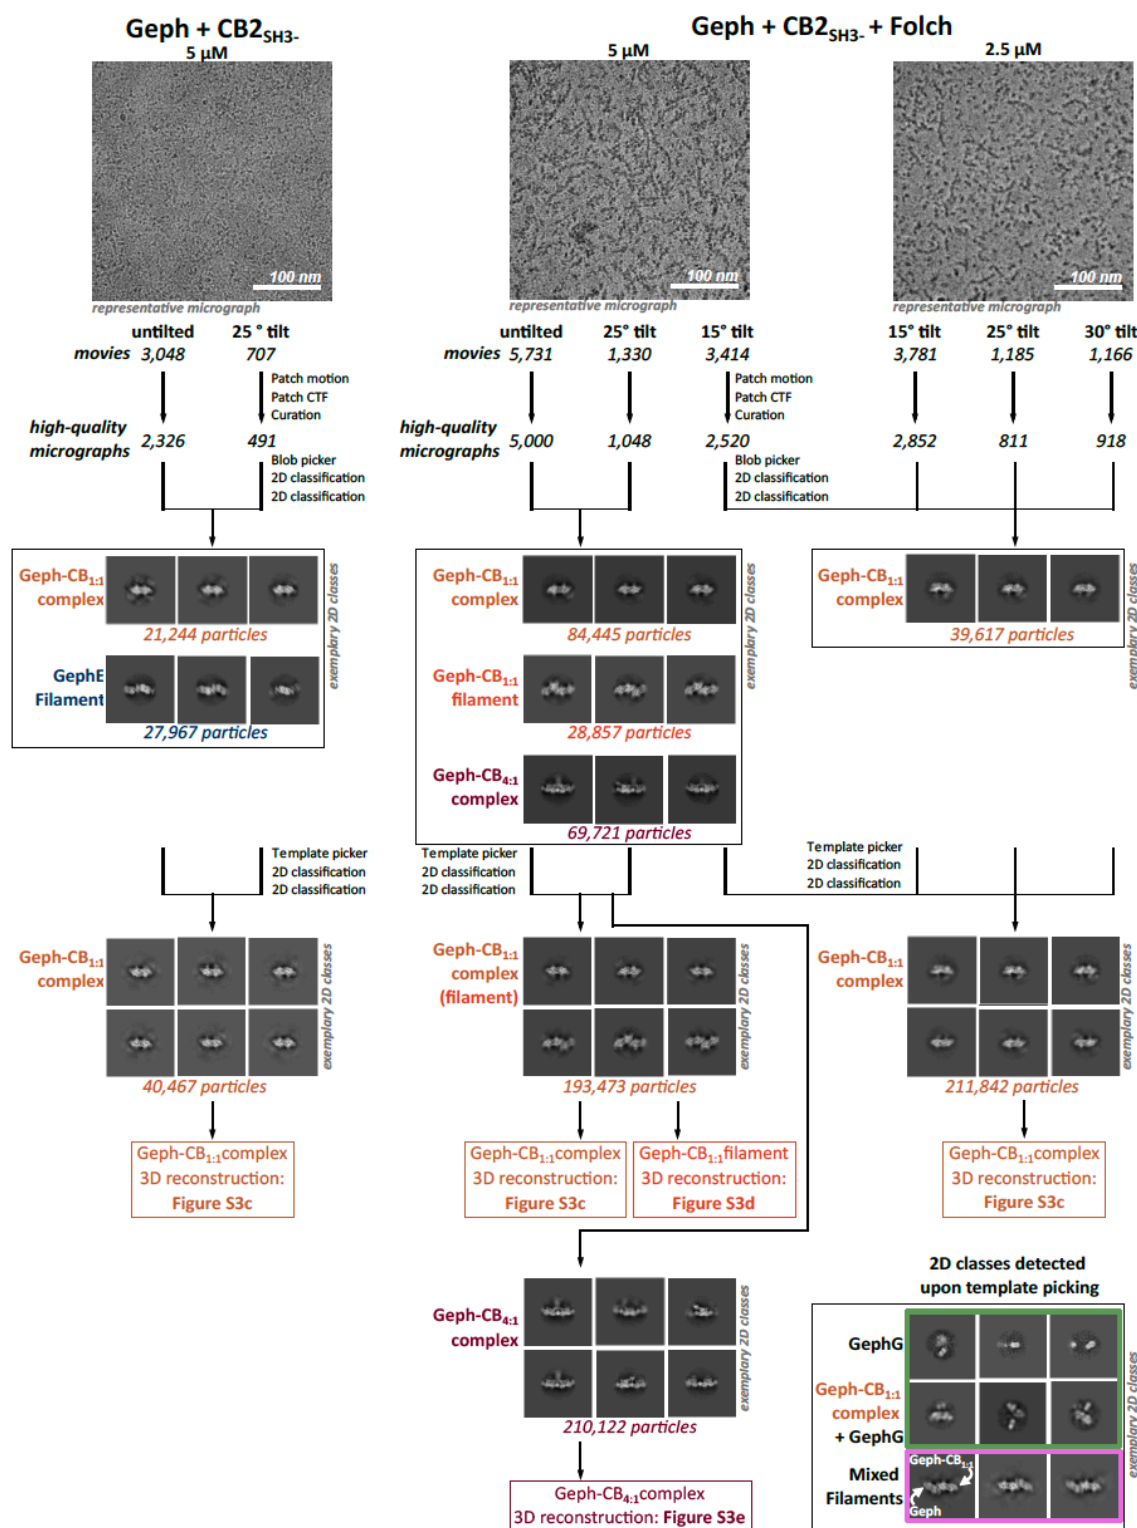 Geph + CB2SH3-
5 µM
Geph + CB2SH3- + Folch
5 µM
2.5 µM
100 nm
100 nm
100 nm
representative micrograph
representative micrograph
representative micrograph
untilted 25° tilt
movies 3,048 707
Patch motion
Patch CTF
Curation
high-quality
micrographs 2,326 491
Blob picker
2D classification
2D classification
untilted 25° tilt 15° tilt
movies 5,731 1,330 3,414
Patch motion
Patch CTF
Curation
high-quality
micrographs 5,000 1,048 2,520
Blob picker
2D classification
2D classification
15° tilt 25° tilt 30° tilt
3,781 1,185 1,166
2,852 811 918
Geph-CB1:1
complex
21,244 particles
GephE
Filament
27,967 particles
exemplary 2D classes
Geph-CB1:1
complex
84,445 particles
Geph-CB1:1
filament
28,857 particles
Geph-CB4:1
complex
69,721 particles
exemplary 2D classes
Geph-CB1:1
complex
39,617 particles
exemplary 2D classes
Template picker
2D classification
2D classification
Template picker
2D classification
2D classification
Template picker
2D classification
2D classification
Geph-CB1:1
complex
40,467 particles
exemplary 2D classes
Geph-CB1:1
complex
(filament)
193,473 particles
exemplary 2D classes
Geph-CB1:1
complex
211,842 particles
exemplary 2D classes
Geph-CB1:1complex
3D reconstruction:
Figure S3c
Geph-CB1:1complex
3D reconstruction:
Figure S3c
Geph-CB1:1filament
3D reconstruction:
Figure S3d
Geph-CB1:1complex
3D reconstruction:
Figure S3c
Geph-CB4:1
complex
210,122 particles
exemplary 2D classes
Geph-CB4:1complex
3D reconstruction: Figure S3e
2D classes detected
upon template picking
GephG
Geph-CB1:1
complex
+ GephG
Mixed
Filaments
Geph-CB1:1
Geph
exemplary 2D classes